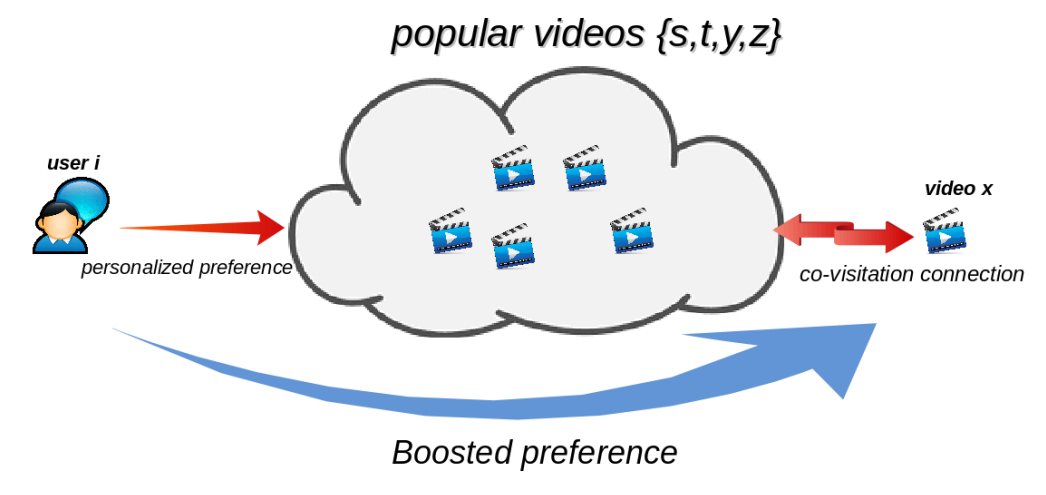 popular videos {s,t,y,z}
user i
video x
personalized preference
co-visitation connection
Boosted preference